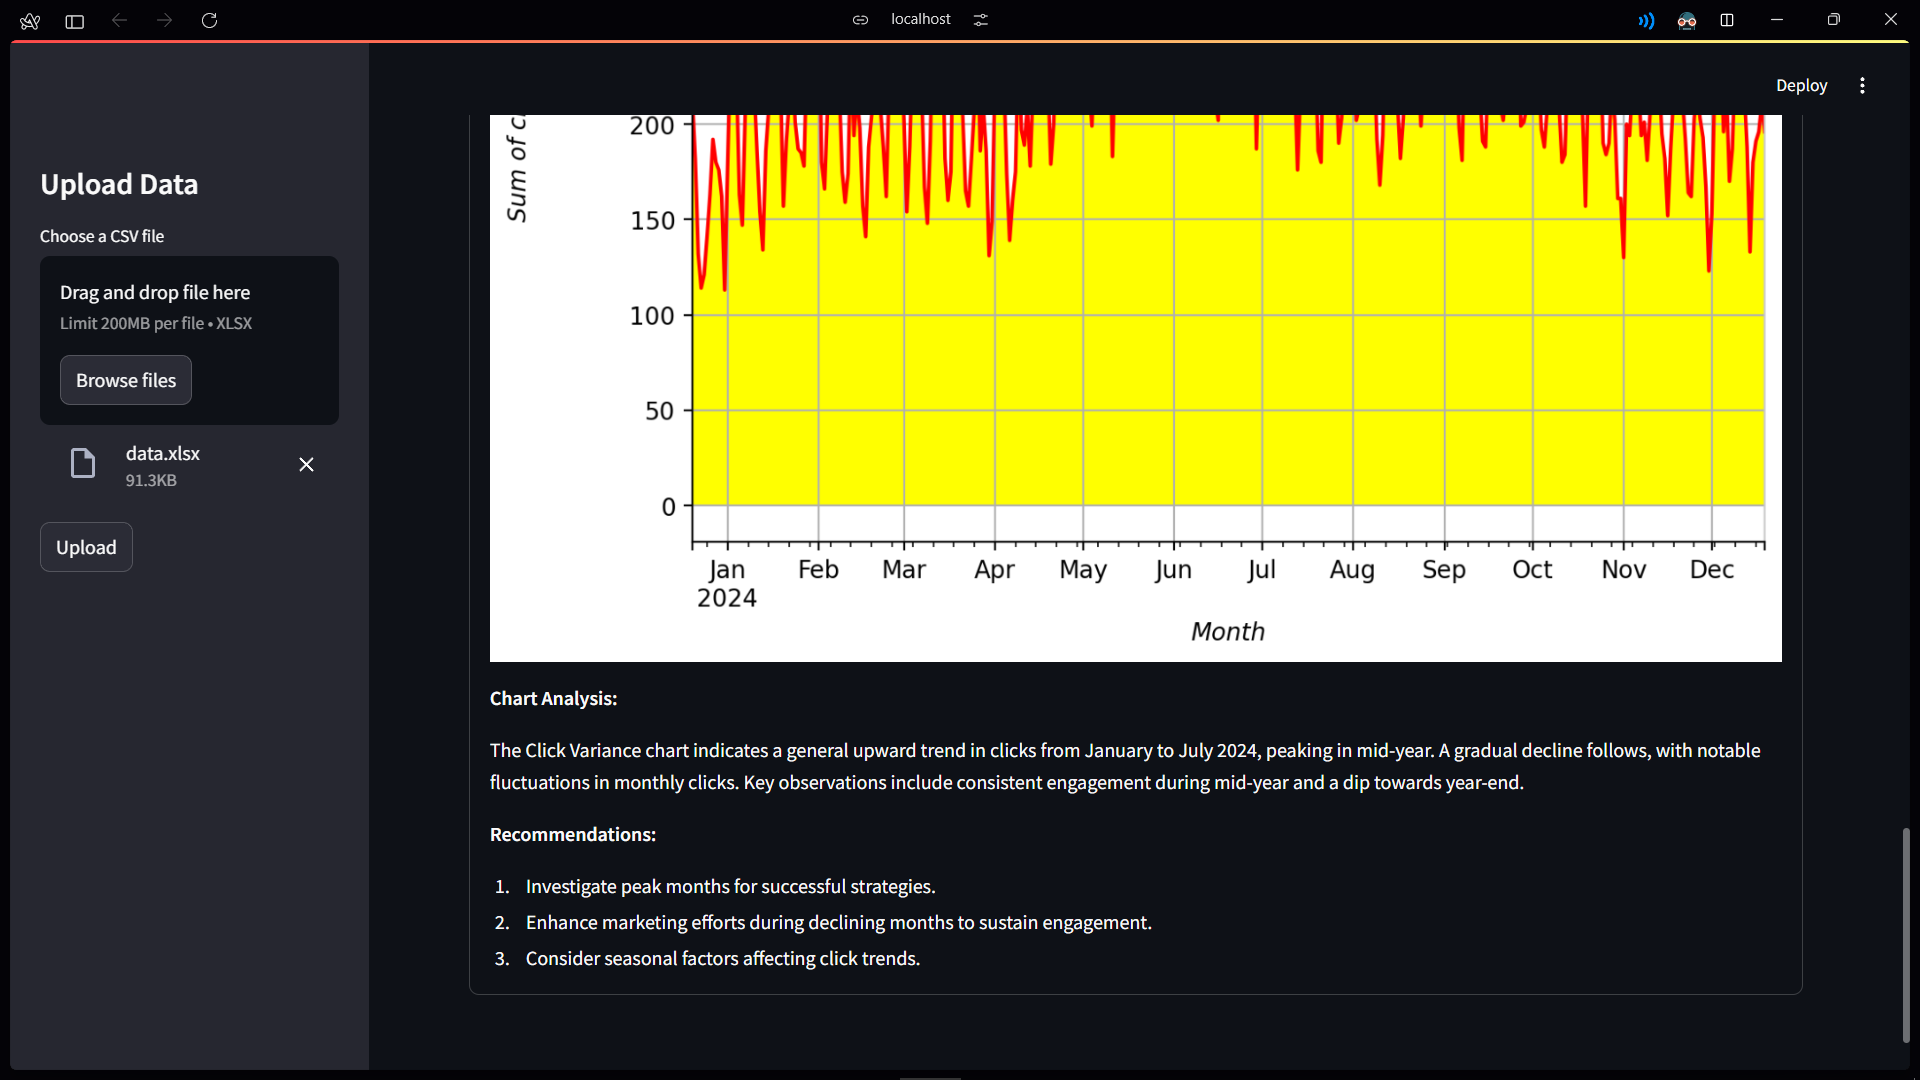 localhost
Deploy
Upload Data
Choose a CSV file
Drag and drop file here
Limit 200MB per file • XLSX
Browse files
data.xlsx
91.3KB
Upload
Sum of
200
150
100
50
0
Jan Feb Mar Apr May Jun Jul Aug Sep Oct Nov Dec
2024
Month
Chart Analysis:
The Click Variance chart indicates a general upward trend in clicks from January to July 2024, peaking in mid-year. A gradual decline follows, with notable
fluctuations in monthly clicks. Key observations include consistent engagement during mid-year and a dip towards year-end.
Recommendations:
1. Investigate peak months for successful strategies.
2. Enhance marketing efforts during declining months to sustain engagement.
3. Consider seasonal factors affecting click trends.